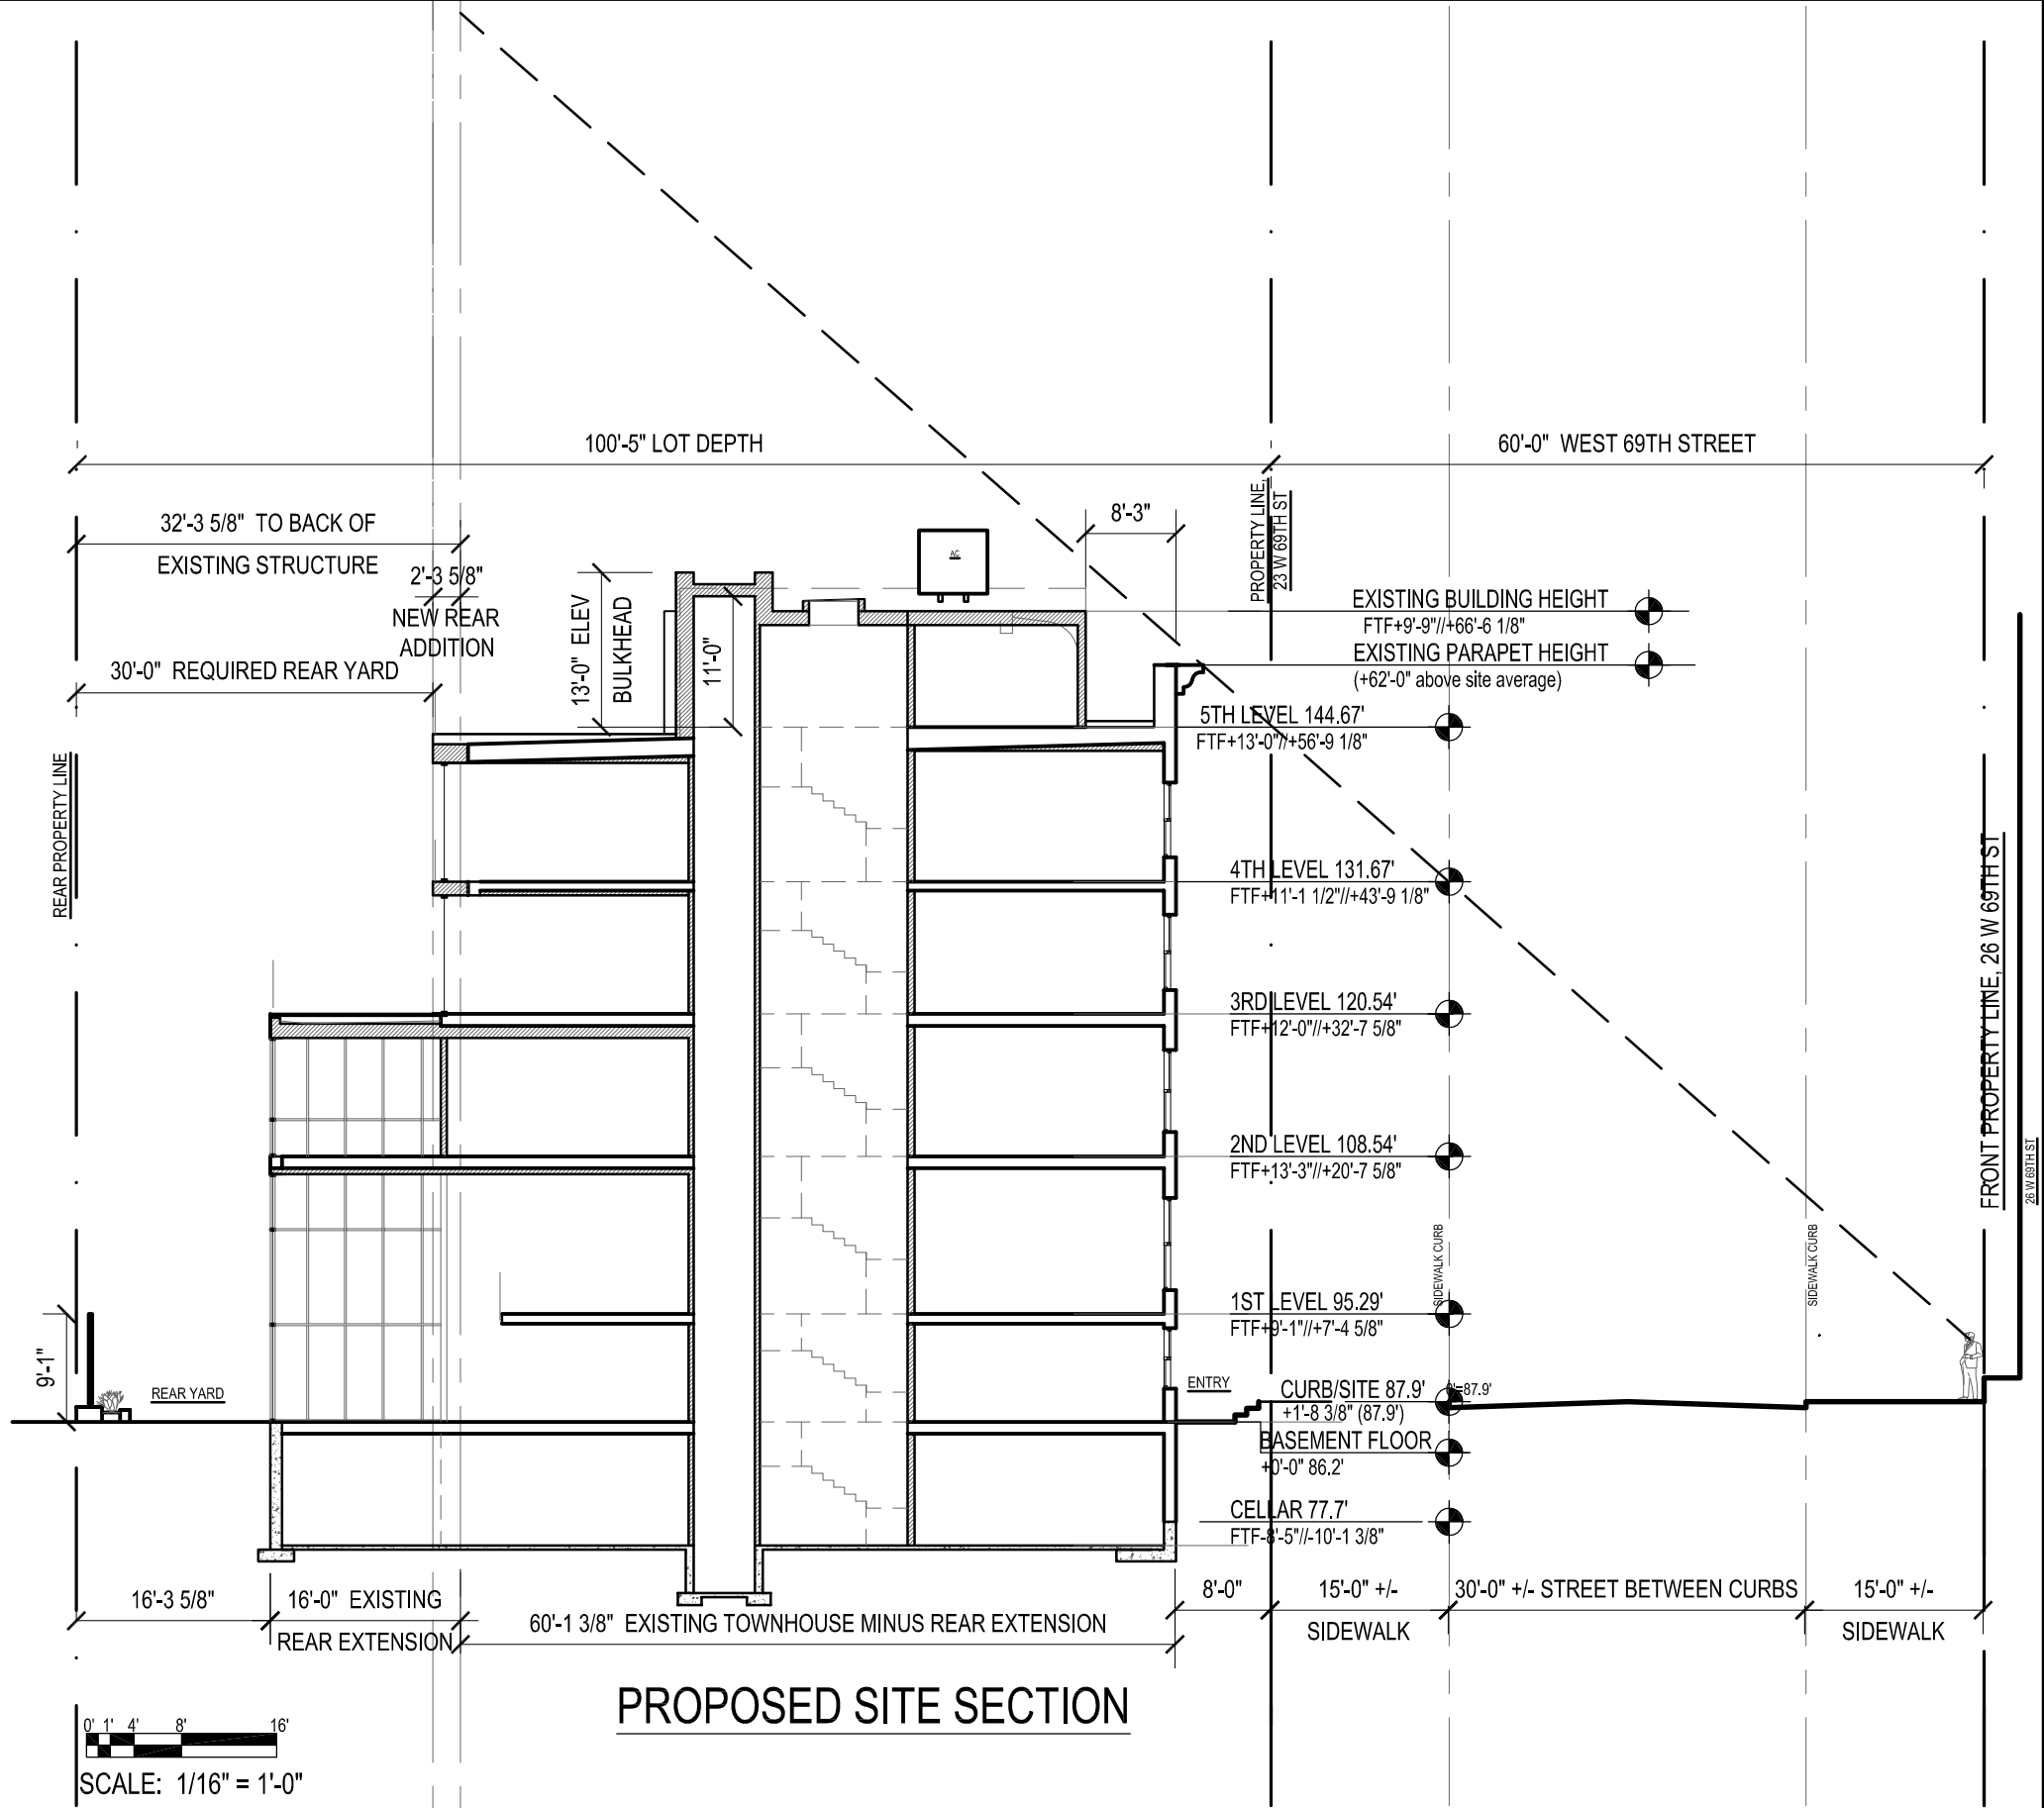 100'-5" LOT DEPTH
60'-0" WEST 69TH STREET
32'-3 5/8" TO BACK OF
EXISTING STRUCTURE
2'-3 5/8"
NEW REAR
ADDITION
30'-0" REQUIRED REAR YARD
13'-0" ELEV
BULKHEAD
11'-0"
AC
8'-3"
PROPERTY LINE,
23 W 69TH ST
EXISTING BUILDING HEIGHT
FTF+9'-9"//+66'-6 1/8"
EXISTING PARAPET HEIGHT
(+62'-0" above site average)
5TH LEVEL 144.67'
FTF+13'-0"//+56'-9 1/8"
4TH LEVEL 131.67'
FTF+11'-1 1/2"//+43'-9 1/8"
3RD LEVEL 120.54'
FTF+12'-0"//+32'-7 5/8"
2ND LEVEL 108.54'
FTF+13'-3"//+20'-7 5/8"
1ST LEVEL 95.29'
FTF+9'-1"//+7'-4 5/8"
ENTRY
CURB/SITE 87.9'
0'=87.9'
+1'-8 3/8" (87.9')
BASEMENT FLOOR
+0'-0" 86.2'
CELLAR 77.7'
FTF-8'-5"//-10'-1 3/8"
REAR PROPERTY LINE
9'-1"
REAR YARD
SIDEWALK CURB
SIDEWALK CURB
FRONT PROPERTY LINE, 26 W 69TH ST
26 W 69TH ST
16'-3 5/8"
16'-0" EXISTING
REAR EXTENSION
60'-1 3/8" EXISTING TOWNHOUSE MINUS REAR EXTENSION
8'-0"
15'-0" +/-
SIDEWALK
30'-0" +/- STREET BETWEEN CURBS
15'-0" +/-
SIDEWALK
PROPOSED SITE SECTION
0' 1' 4' 8' 16'
SCALE: 1/16" = 1'-0"